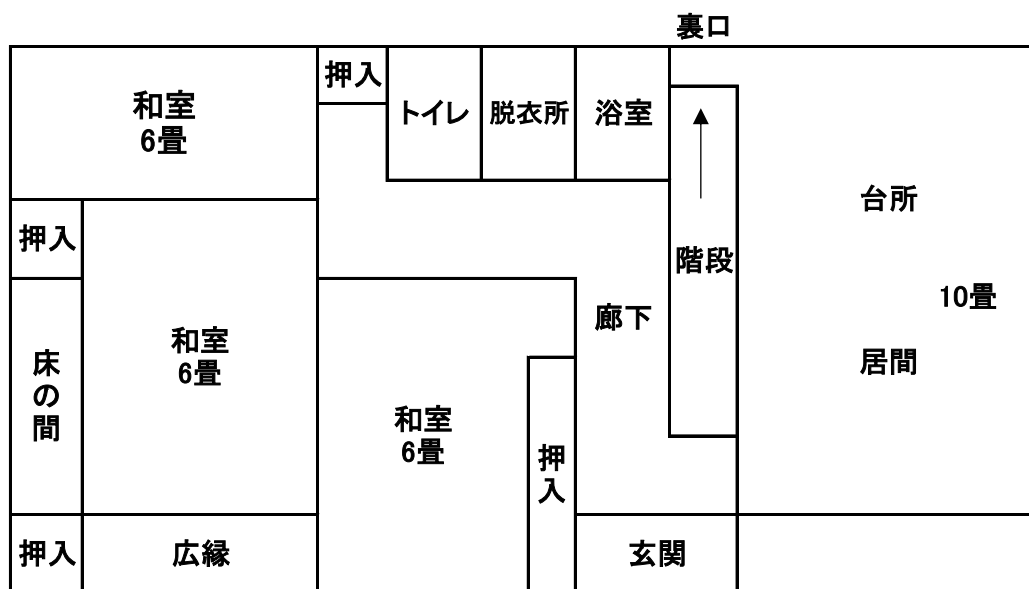 裏口
和室
6畳
押入
トイレ
脱衣所
浴室
台所
押入
階段
10畳
廊下
和室
6畳
床の間
居間
和室
6畳
押入
押入
広縁
玄関